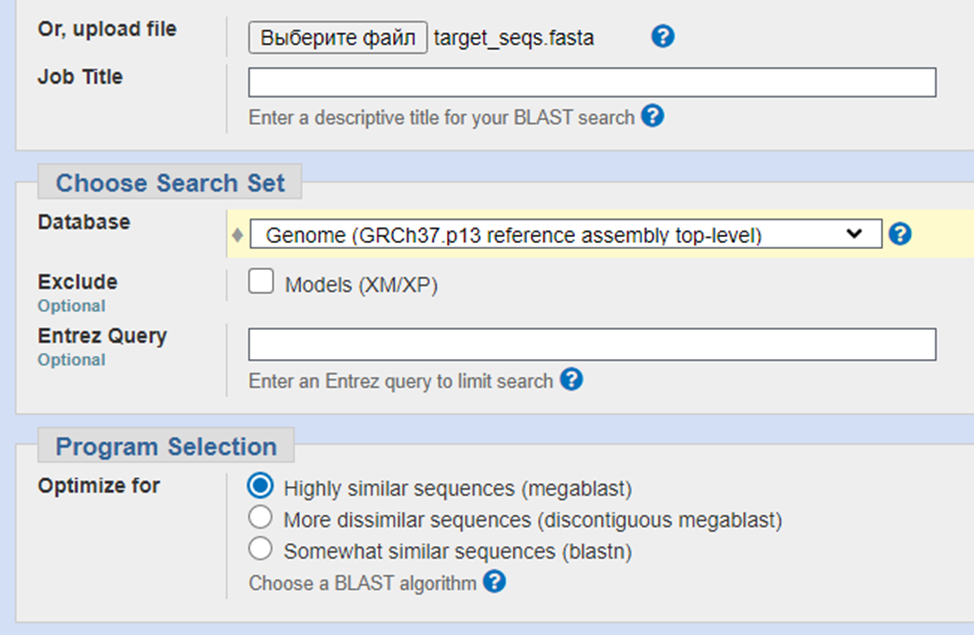 Or, upload file
Выберите файл target_seqs.fasta ?
Job Title
Enter a descriptive title for your BLAST search ?
Choose Search Set
Database
Genome (GRCh37.p13 reference assembly top-level) ?
Exclude
Models (XM/XP)
Optional
Entrez Query
Optional
Enter an Entrez query to limit search ?
Program Selection
Optimize for
Highly similar sequences (megablast)
More dissimilar sequences (discontiguous megablast)
Somewhat similar sequences (blastn)
Choose a BLAST algorithm ?